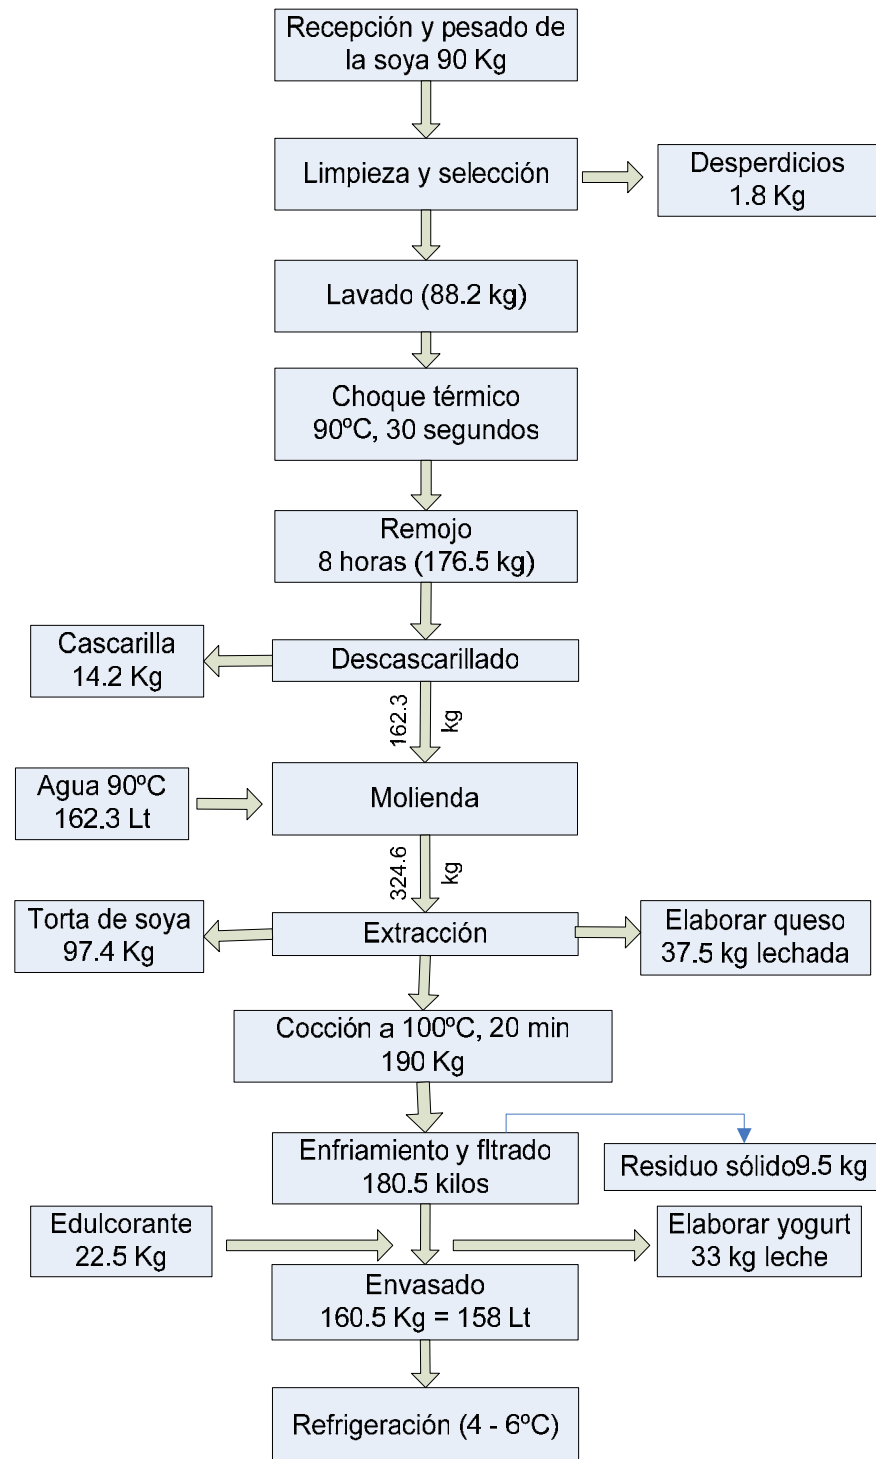 Recepción y pesado de
la soya 90 Kg
Limpieza y selección
Desperdicios
1.8 Kg
Lavado (88.2 kg)
Choque térmico
90ºC, 30 segundos
Remojo
8 horas (176.5 kg)
Cascarilla
14.2 Kg
Descascarillado
162.3
kg
Agua 90ºC
162.3 Lt
Molienda
324.6
kg
Torta de soya
97.4 Kg
Extracción
Elaborar queso
37.5 kg lechada
Cocción a 100ºC, 20 min
190 Kg
Enfriamiento y fltrado
180.5 kilos
Residuo sólido9.5 kg
Edulcorante
22.5 Kg
Elaborar yogurt
33 kg leche
Envasado
160.5 Kg = 158 Lt
Refrigeración (4 - 6ºC)